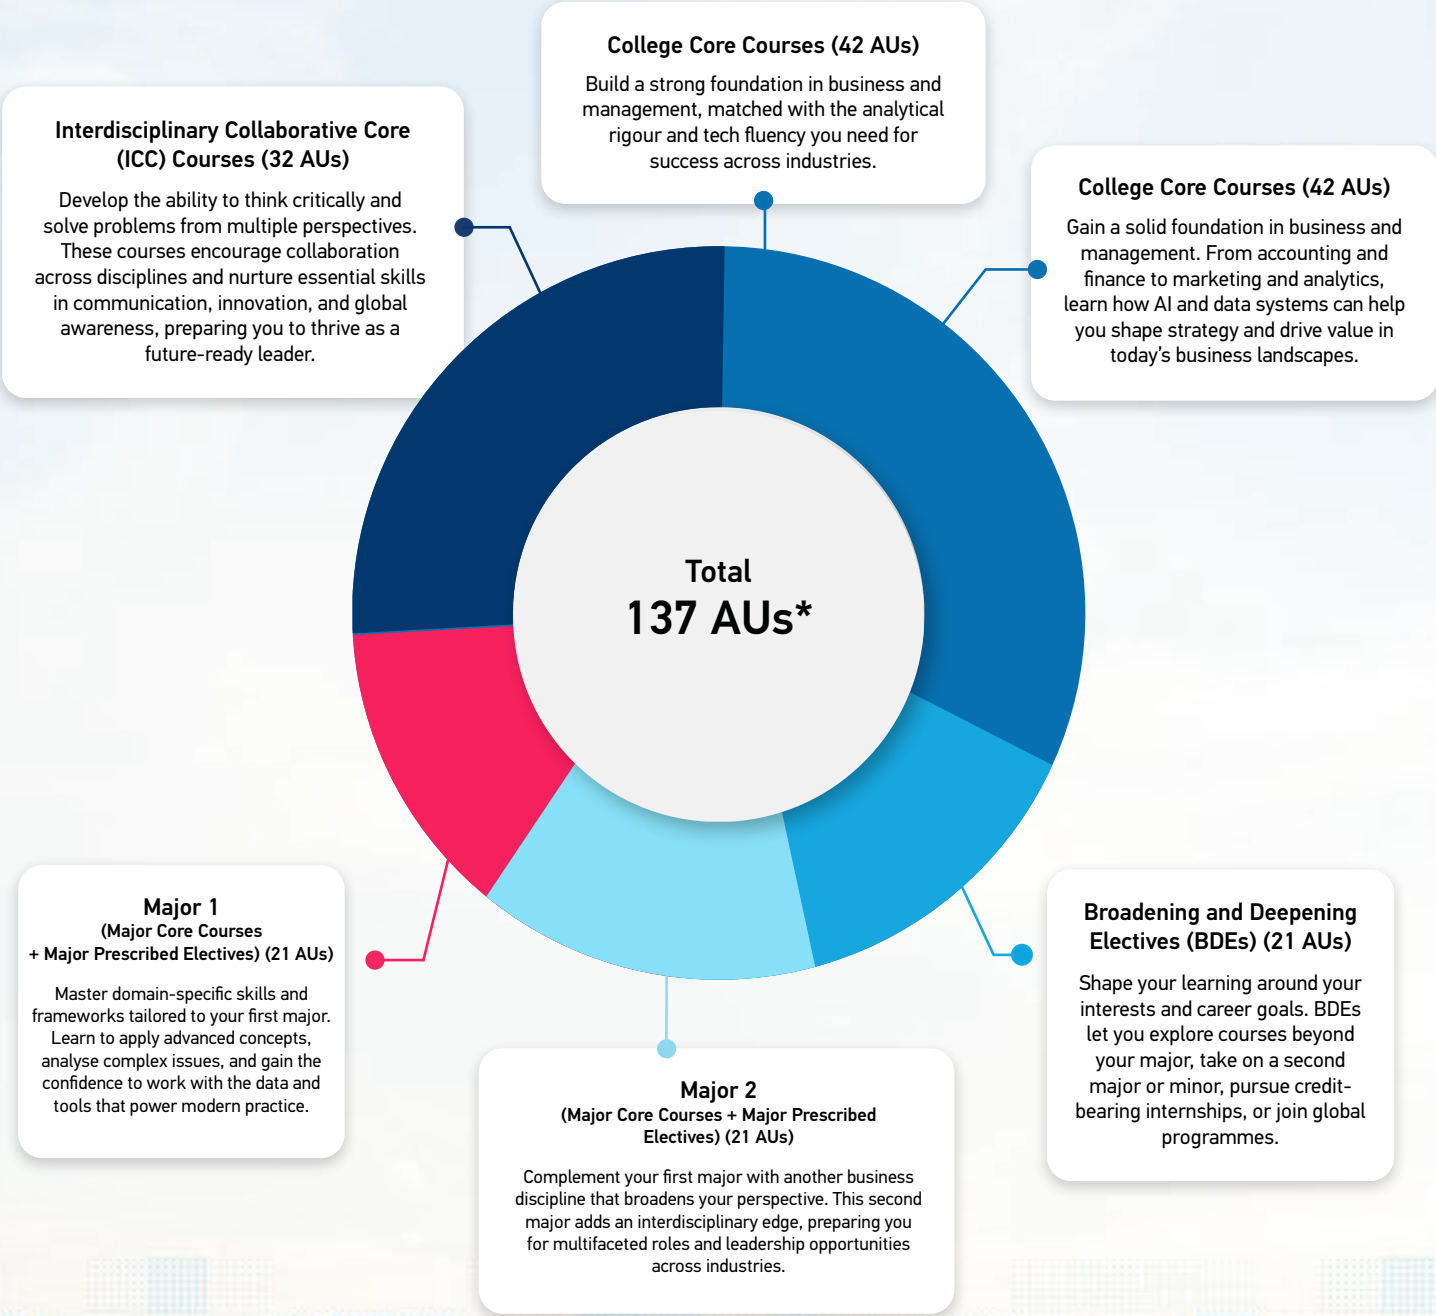 College Core Courses (42 AUs)
Build a strong foundation in business and
management, matched with the analytical
rigour and tech fluency you need for
success across industries.
Interdisciplinary Collaborative Core
(ICC) Courses (32 AUs)
Develop the ability to think critically and
solve problems from multiple perspectives.
These courses encourage collaboration
across disciplines and nurture essential skills
in communication, innovation, and global
awareness, preparing you to thrive as a
future-ready leader.
College Core Courses (42 AUs)
Gain a solid foundation in business and
management. From accounting and
finance to marketing and analytics,
learn how AI and data systems can help
you shape strategy and drive value in
today's business landscapes.
Total
137 AUs*
Major 1
(Major Core Courses
+ Major Prescribed Electives) (21 AUs)
Master domain-specific skills and
frameworks tailored to your first major.
Learn to apply advanced concepts,
analyse complex issues, and gain the
confidence to work with the data and
tools that power modern practice.
Broadening and Deepening
Electives (BDEs) (21 AUs)
Shape your learning around your
interests and career goals. BDEs
let you explore courses beyond
your major, take on a second
major or minor, pursue credit-
bearing internships, or join global
programmes.
Major 2
(Major Core Courses + Major Prescribed
Electives) (21 AUs)
Complement your first major with another business
discipline that broadens your perspective. This second
major adds an interdisciplinary edge, preparing you
for multifaceted roles and leadership opportunities
across industries.